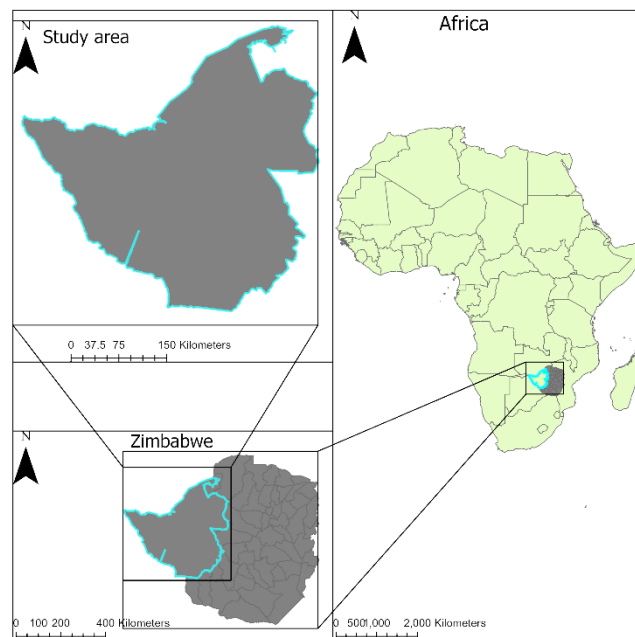 N
Study area
0 37.5 75 150 Kilometers
N
Africa
N
Zimbabwe
0 100 200 400 Kilometers
0 5001,000 2,000 Kilometers